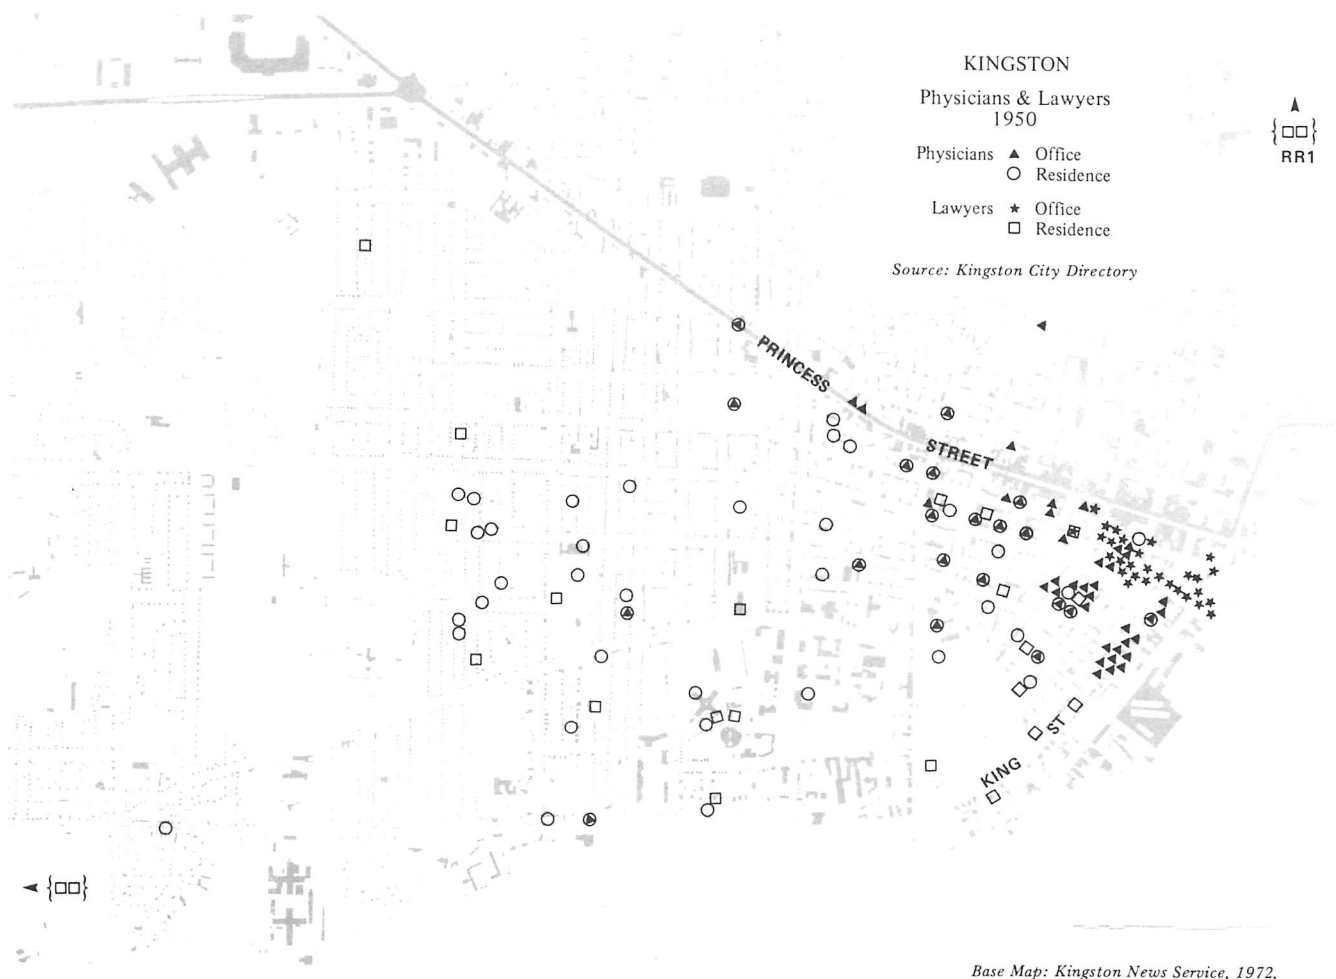 KINGSTON
Physicians & Lawyers
1950
Physicians ▲ Office
○ Residence
Lawyers ★ Office
□ Residence
Source: Kingston City Directory
{□□}
RR1
PRINCESS
STREET
KING
ST
{□□}
Base Map: Kingston News Service, 1972.